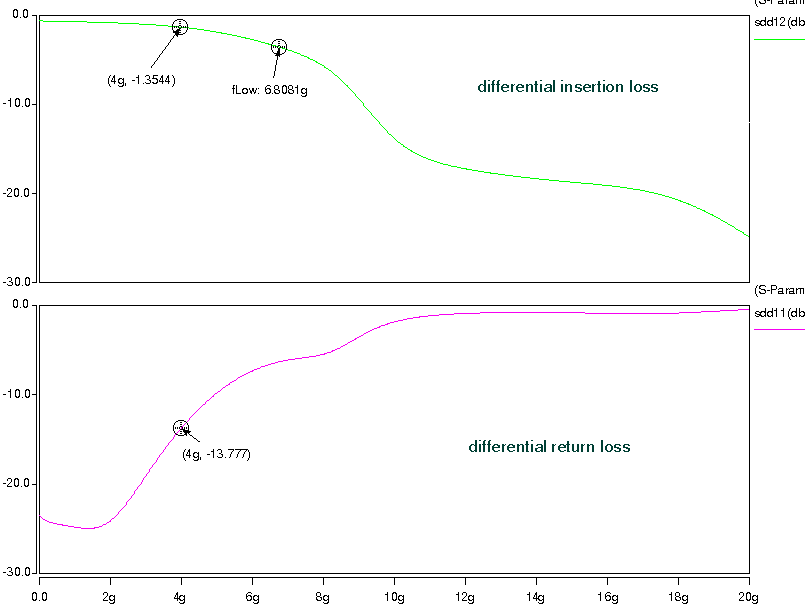 (S-Param
0.0
sdd12(db
(4g, -1.3544)
fLow: 6.8081g
differential insertion loss
-10.0
-20.0
-30.0
(S-Param
0.0
sdd11(db
-10.0
(4g, -13.777)
differential return loss
-20.0
-30.0
0.0 2g 4g 6g 8g 10g 12g 14g 16g 18g 20g